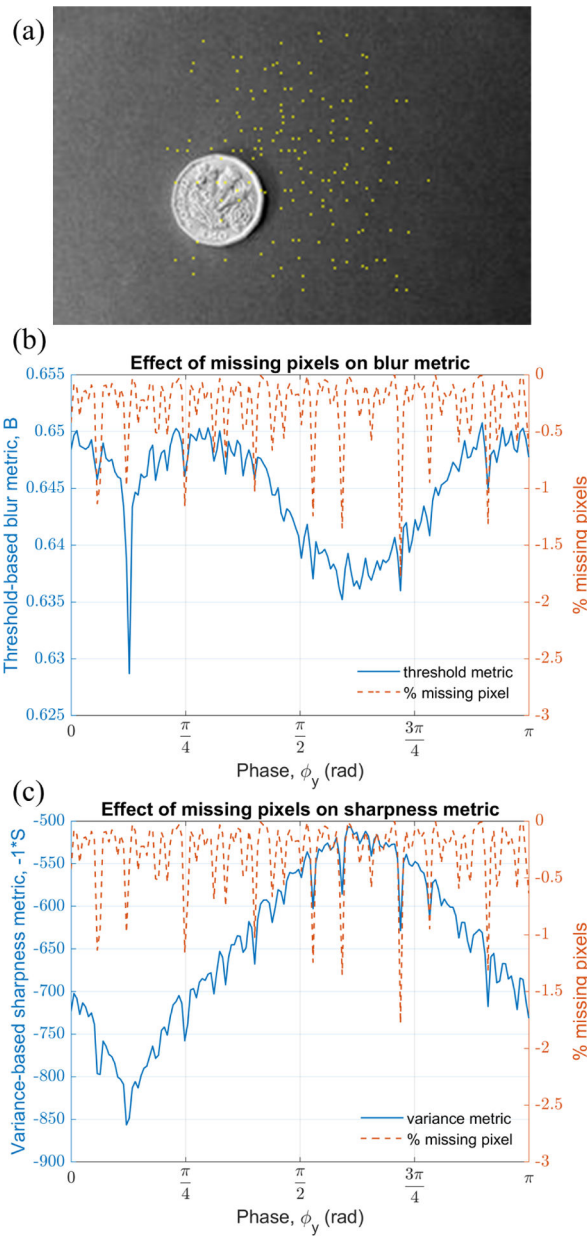 (a)
(b)
Effect of missing pixels on blur metric
Threshold-based blur metric, B
0.655
0.65
0.645
0.64
0.635
0.63
0.625
0
-0.5
-1
-1.5
-2
-2.5
-3
% missing pixels
threshold metric
% missing pixel
0 π/4 π/2 3π/4 π
Phase, ϕ_y (rad)
(c)
Effect of missing pixels on sharpness metric
Variance-based sharpness metric, -1*S
-500
-550
-600
-650
-700
-750
-800
-850
-900
0
-0.5
-1
-1.5
-2
-2.5
-3
% missing pixels
variance metric
% missing pixel
0 π/4 π/2 3π/4 π
Phase, ϕ_y (rad)